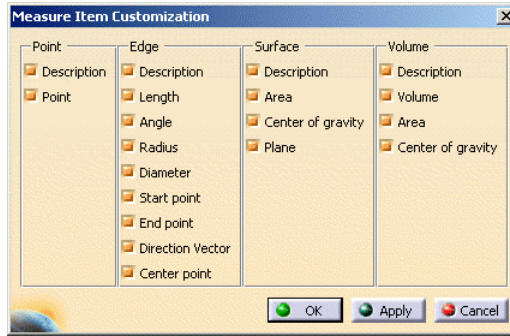 Measure Item Customization
Point
Description
Point
Edge
Description
Length
Angle
Radius
Diameter
Start point
End point
Direction Vector
Center point
Surface
Description
Area
Center of gravity
Plane
Volume
Description
Volume
Area
Center of gravity
OK
Apply
Cancel